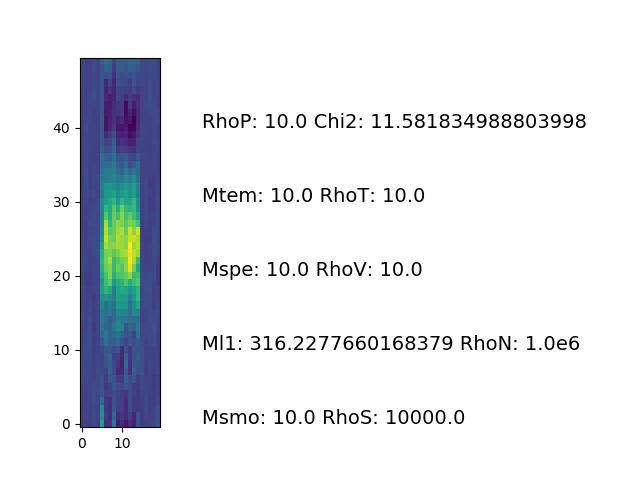 40
30
20
10
0
0 10
RhoP: 10.0 Chi2: 11.581834988803998
Mtem: 10.0 RhoT: 10.0
Mspe: 10.0 RhoV: 10.0
Ml1: 316.2277660168379 RhoN: 1.0e6
Msmo: 10.0 RhoS: 10000.0